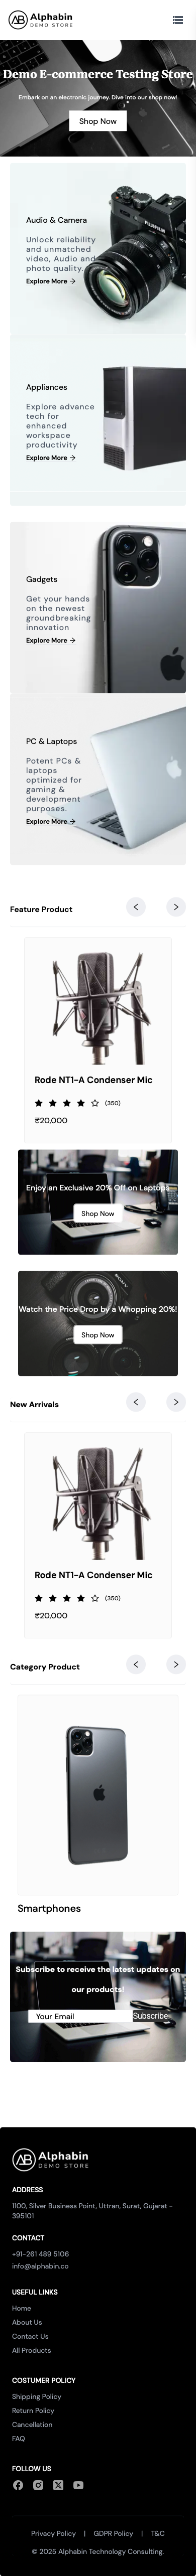 Alphabin
DEMO STORE
Demo E-commerce Testing Store
Embark on an electronic journey. Dive into our shop now!
Shop Now
Audio & Camera
Unlock reliability
and unmatched
video, Audio and
photo quality.
Explore More →
Appliances
Explore advance
tech for
enhanced
workspace
productivity
Explore More →
Gadgets
Get your hands
on the newest
groundbreaking
innovation
Explore More →
PC & Laptops
Potent PCs &
laptops
optimized for
gaming &
development
purposes.
Explore More →
Feature Product
Rode NT1-A Condenser Mic
(350)
₹20,000
Enjoy an Exclusive 20% Off on Laptops
Shop Now
SONY
Watch the Price Drop by a Whopping 20%!
Shop Now
New Arrivals
Rode NT1-A Condenser Mic
(350)
₹20,000
Category Product
Smartphones
Subscribe to receive the latest updates on
our products!
Your Email
Subscribe
Alphabin
DEMO STORE
ADDRESS
1100, Silver Business Point, Uttran, Surat, Gujarat -
395101
CONTACT
+91-261 489 5106
info@alphabin.co
USEFUL LINKS
Home
About Us
Contact Us
All Products
COSTUMER POLICY
Shipping Policy
Return Policy
Cancellation
FAQ
FOLLOW US
Privacy Policy | GDPR Policy | T&C
© 2025 Alphabin Technology Consulting.